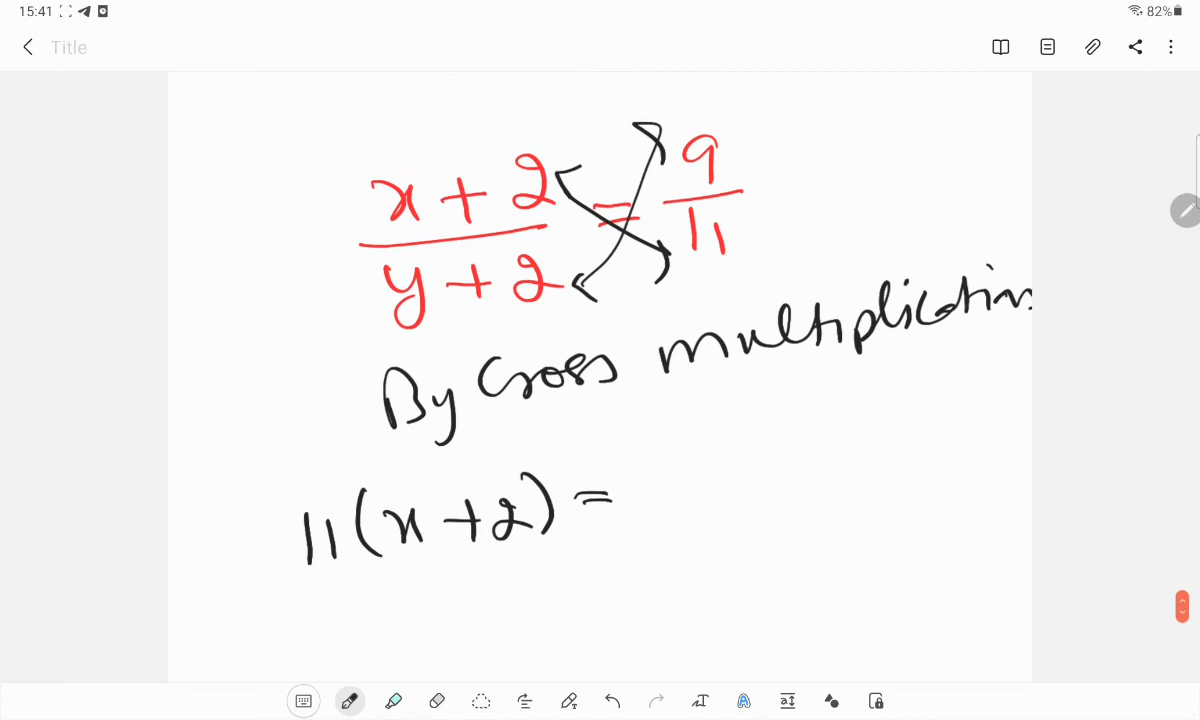 15:41 82%
Title
x + 2 / y + 2 = 9 / 11
By Cross multiplication
11(x + 2) =